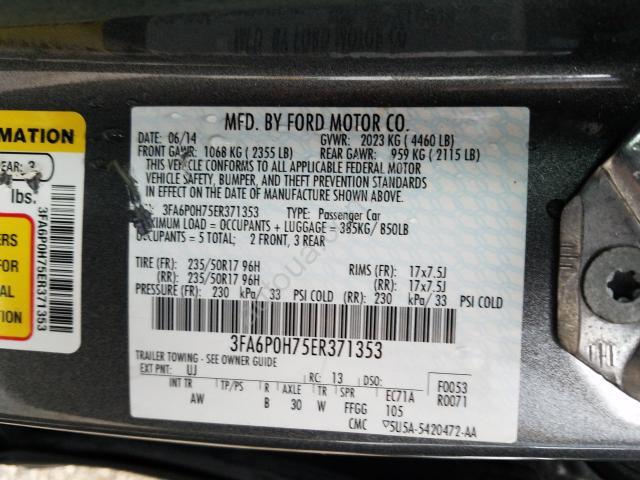 MFD. BY FORD MOTOR CO.
DATE: 06/14 GVWR: 2023 KG ( 4460 LB)
FRONT GAWR: 1068 KG ( 2355 LB) REAR GAWR: 959 KG ( 2115 LB)
THIS VEHICLE CONFORMS TO ALL APPLICABLE FEDERAL MOTOR
VEHICLE SAFETY, BUMPER, AND THEFT PREVENTION STANDARDS
IN EFFECT ON THE DATE OF MANUFACTURE SHOWN ABOVE.
3FA6P0H75ER371353 TYPE: Passenger Car
MAXIMUM LOAD = OCCUPANTS + LUGGAGE = 385KG/ 850LB
OCCUPANTS = 5 TOTAL: 2 FRONT, 3 REAR
TIRE (FR): 235/50R17 96H RIMS (FR): 17x7.5J
(RR): 235/50R17 96H (RR): 17x7.5J
PRESSURE (FR): 230 kPa/ 33 PSI COLD (RR): 230 kPa/ 33 PSI COLD
3FA6P0H75ER371353
TRAILER TOWING - SEE OWNER GUIDE
EXT PNT: UJ RC: 13 DSO: F0053
INT TR TP/PS R AXLE TR SPR EC71A R0071
AW B 30 W FFGG 105
CMC 5U5A-5420472-AA
MATION
EAR: 3
lbs.
3FA6P0H75ER371353
ERS
FOR
NAL
ON